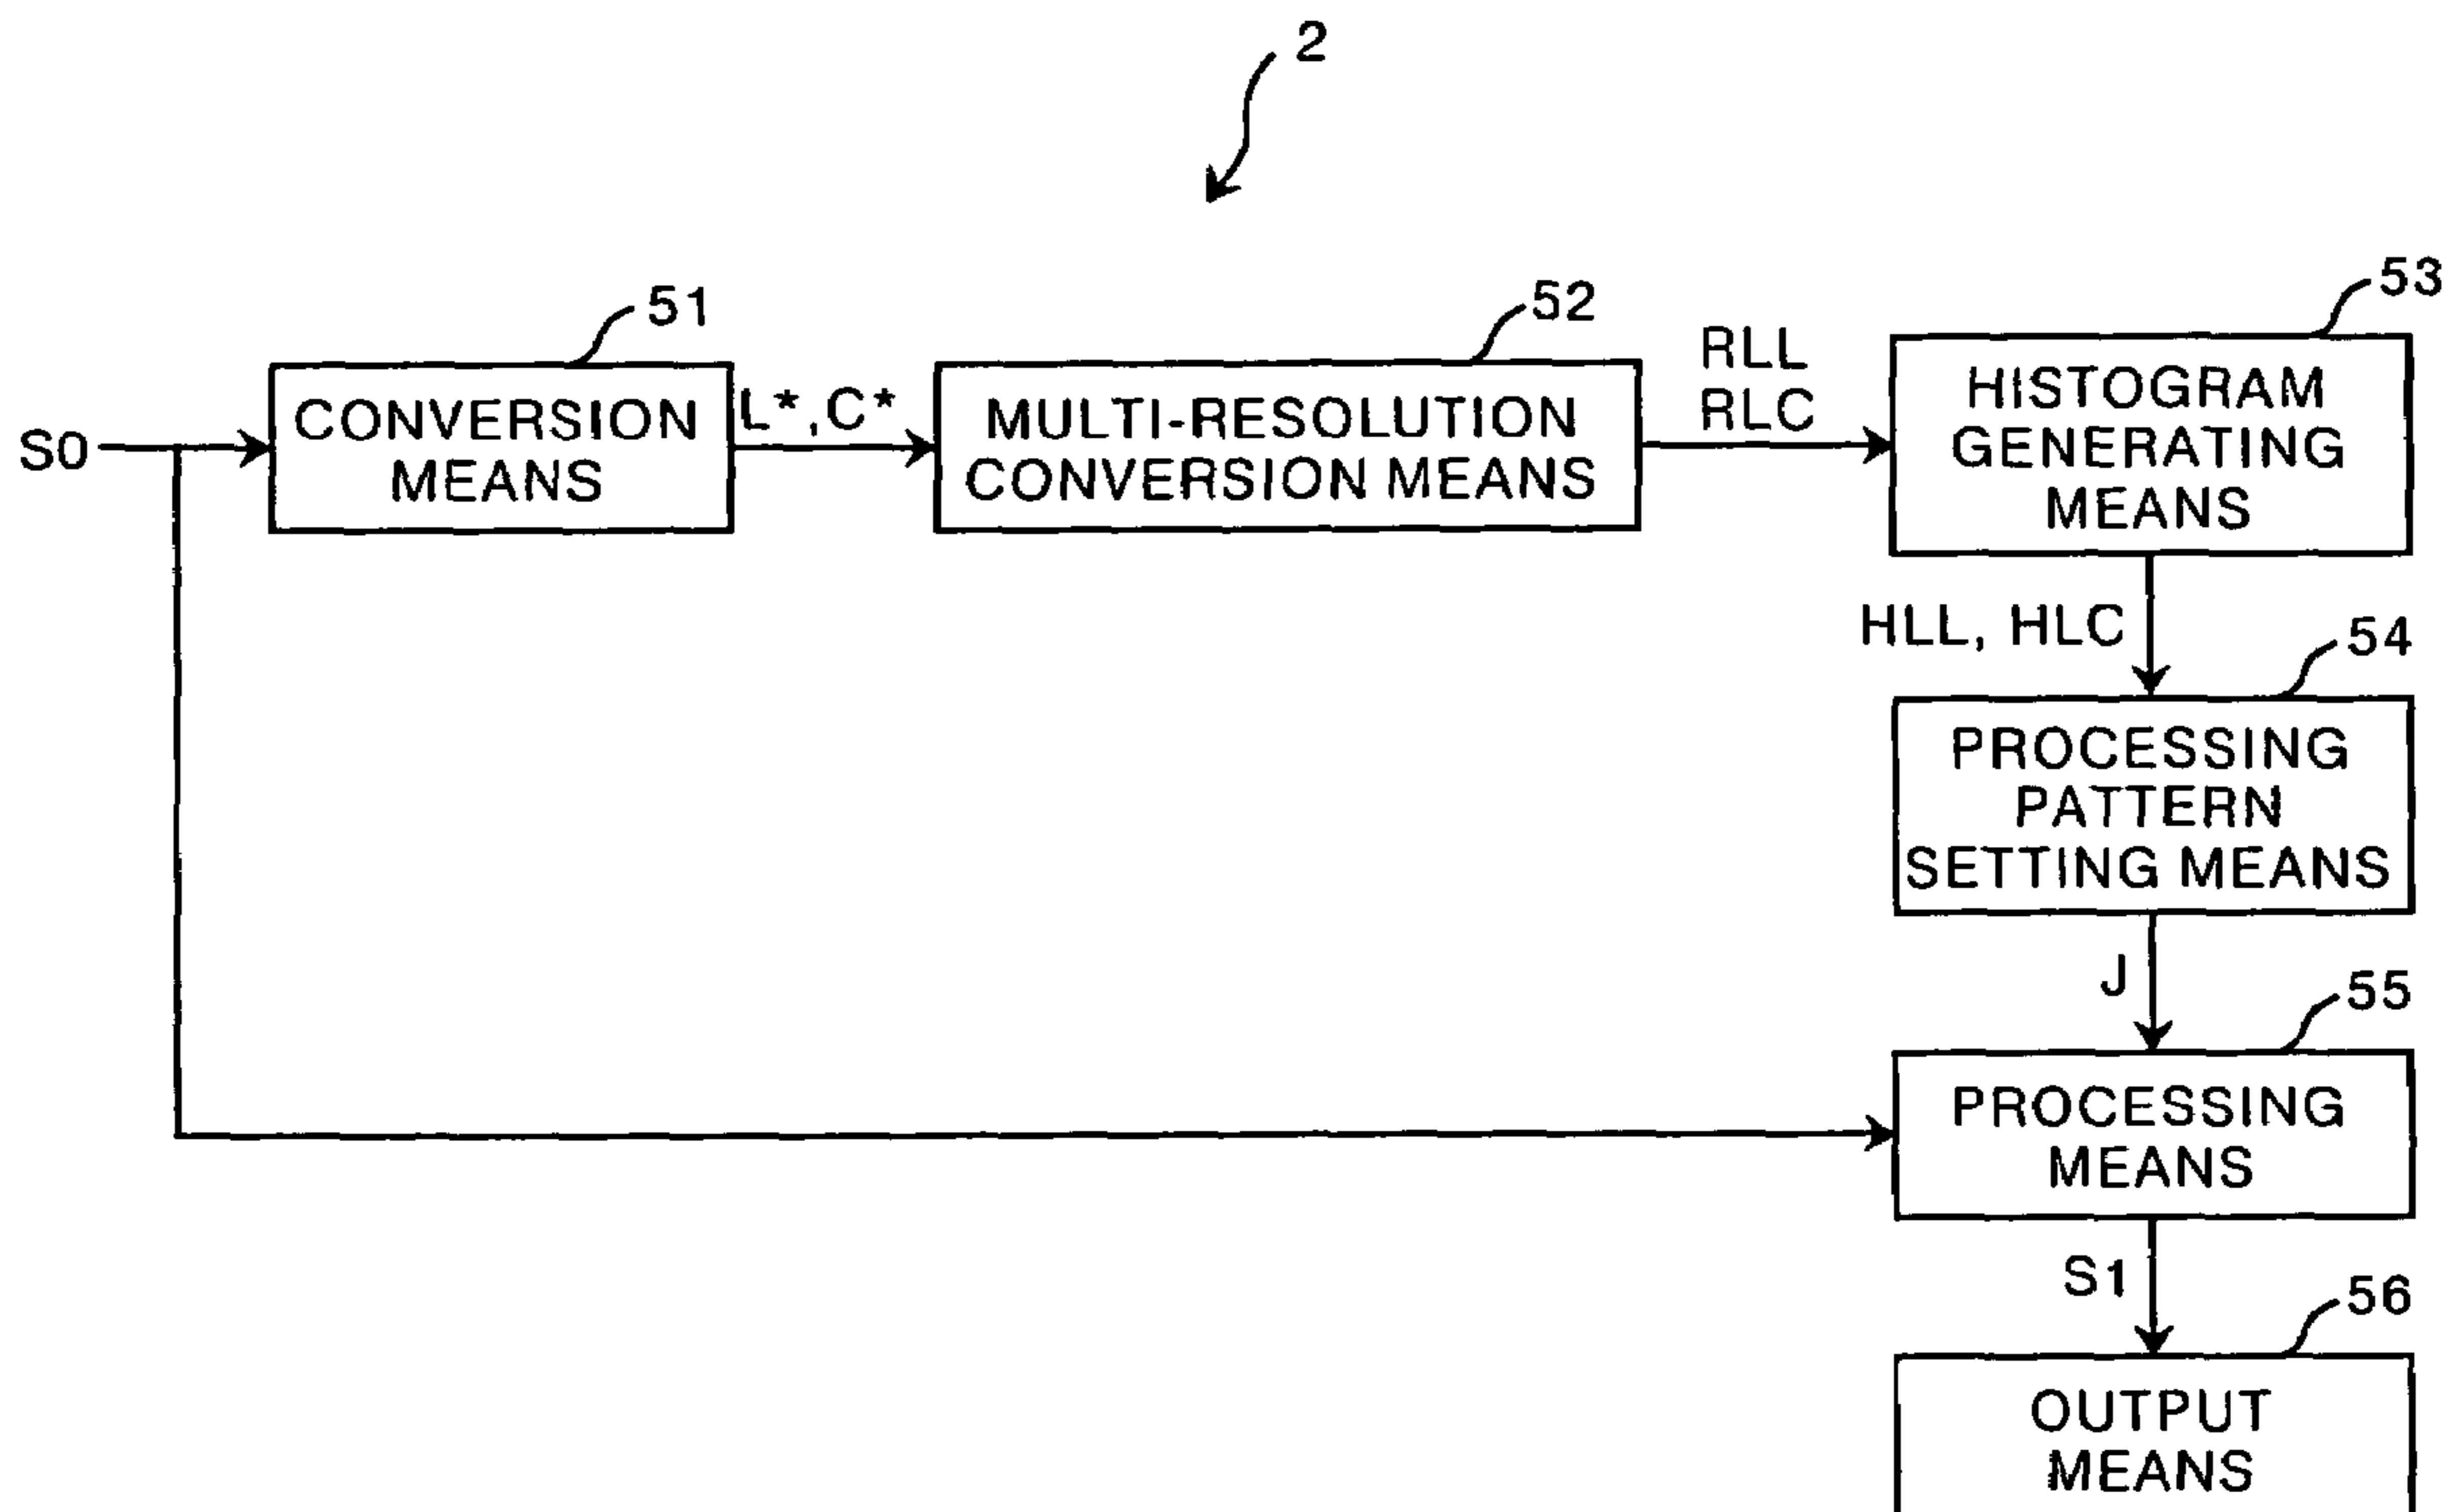 2
51
52
53
S0
CONVERSION
MEANS
L*,C*
MULTI-RESOLUTION
CONVERSION MEANS
RLL
RLC
HISTOGRAM
GENERATING
MEANS
HLL, HLC
54
PROCESSING
PATTERN
SETTING MEANS
J
55
PROCESSING
MEANS
S1
56
OUTPUT
MEANS